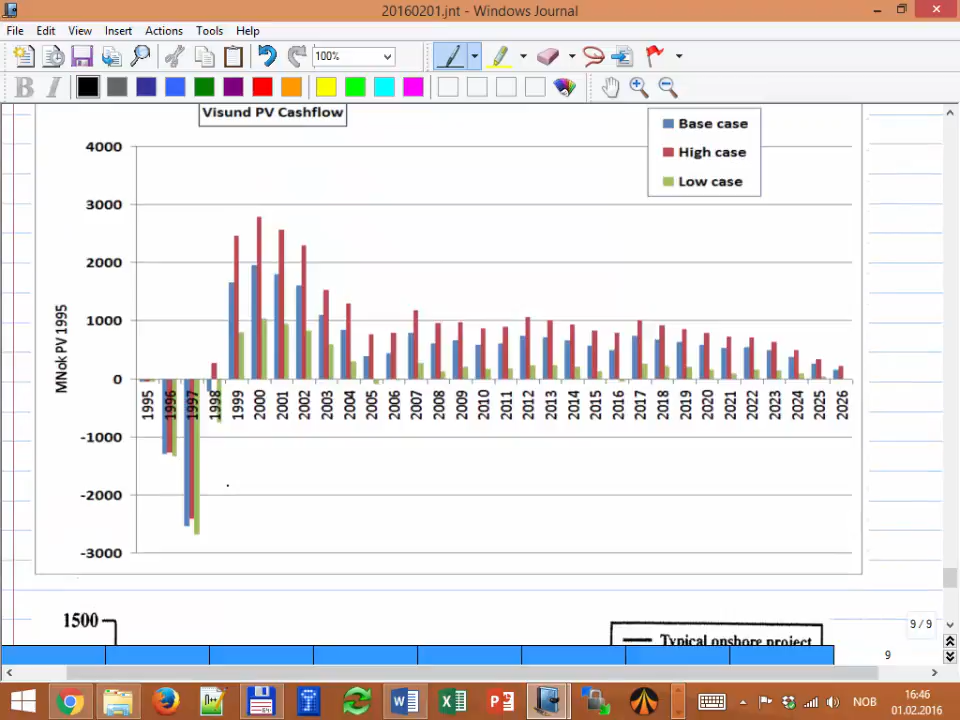 20160201.jnt - Windows Journal
File Edit View Insert Actions Tools Help
100%
B I
Visund PV Cashflow
Base case
High case
Low case
4000
3000
2000
1000
0
-1000
-2000
-3000
MNok PV 1995
1995 1996 1997 1998 1999 2000 2001 2002 2003 2004 2005 2006 2007 2008 2009 2010 2011 2012 2013 2014 2015 2016 2017 2018 2019 2020 2021 2022 2023 2024 2025 2026
1500
Typical onshore project
9 / 9
9
NOB
16:46
01.02.2016